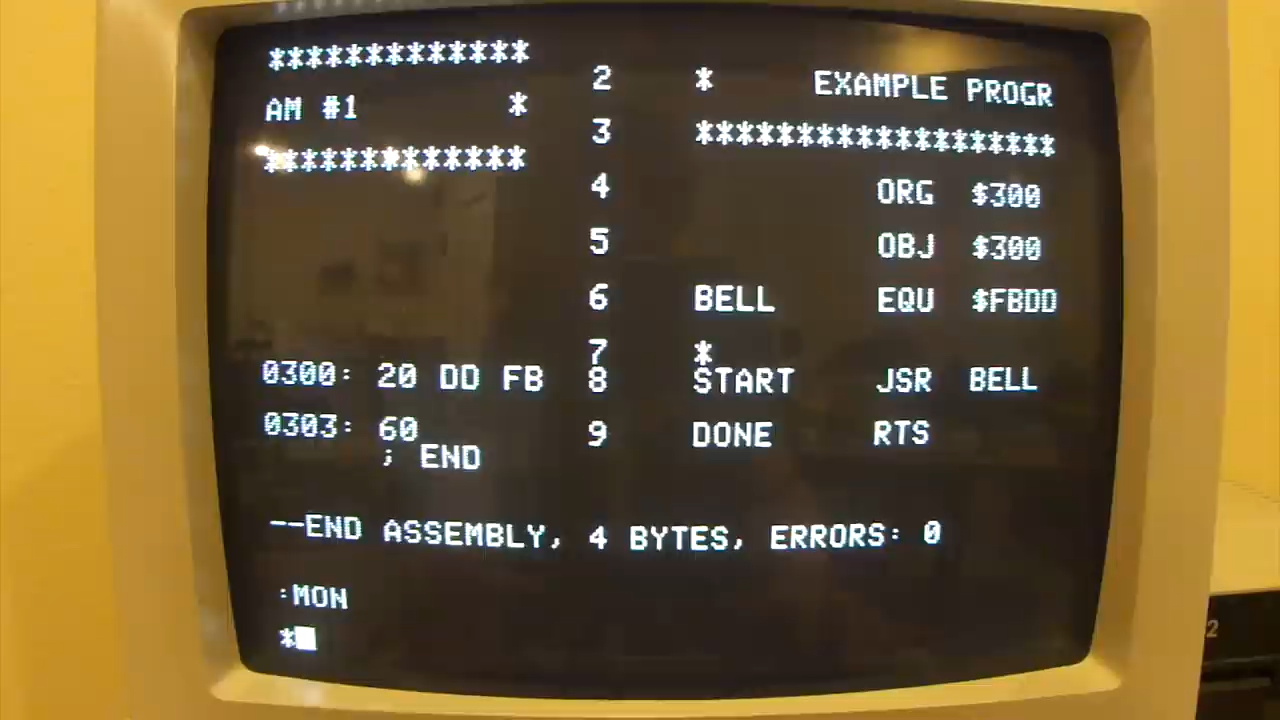 *************
2 * EXAMPLE PROGR
AM #1 *
3 ******************
*************
4 ORG $300
5 OBJ $300
6 BELL EQU $FBDD
7 *
0300: 20 DD FB 8 START JSR BELL
0303: 60 9 DONE RTS
; END
--END ASSEMBLY, 4 BYTES, ERRORS: 0
:MON
*
2